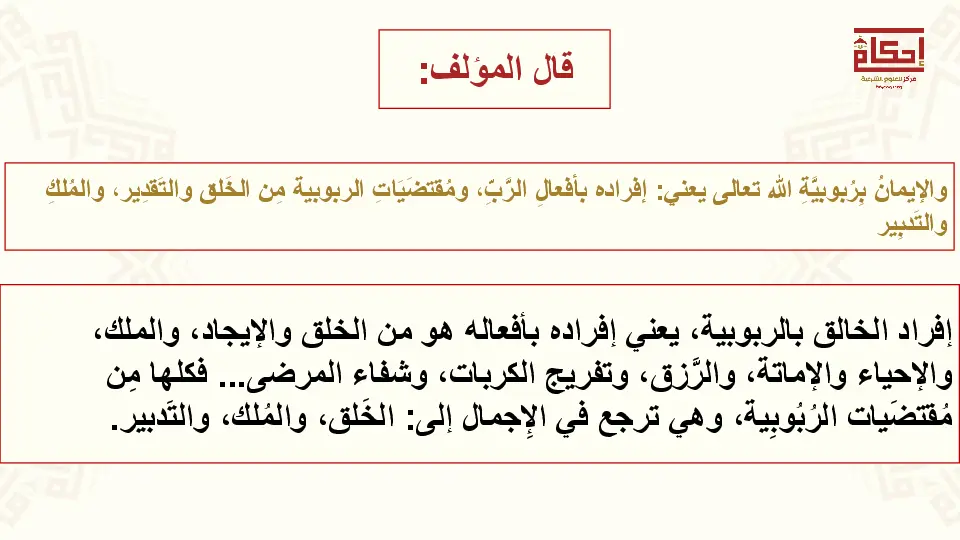 إحكام
مركز للعلوم الشرعية
قال المؤلف:
والإيمانُ بِرُبوبيَّةِ الله تعالى يعني: إفراده بأفعالِ الرَّبِّ، ومُقتضَيَاتِ الربوبية مِن الخَلقِ والتَقدِير، والمُلكِ
والتَدبِير
إفراد الخالق بالربوبية، يعني إفراده بأفعاله هو من الخلق والإيجاد، والملك،
والإحياء والإماتة، والرَّزق، وتفريج الكربات، وشفاء المرضى... فكلها مِن
مُقتضَيات الرُبُوبِية، وهي ترجع في الإِجمال إلى: الخَلق، والمُلك، والتَدبير.